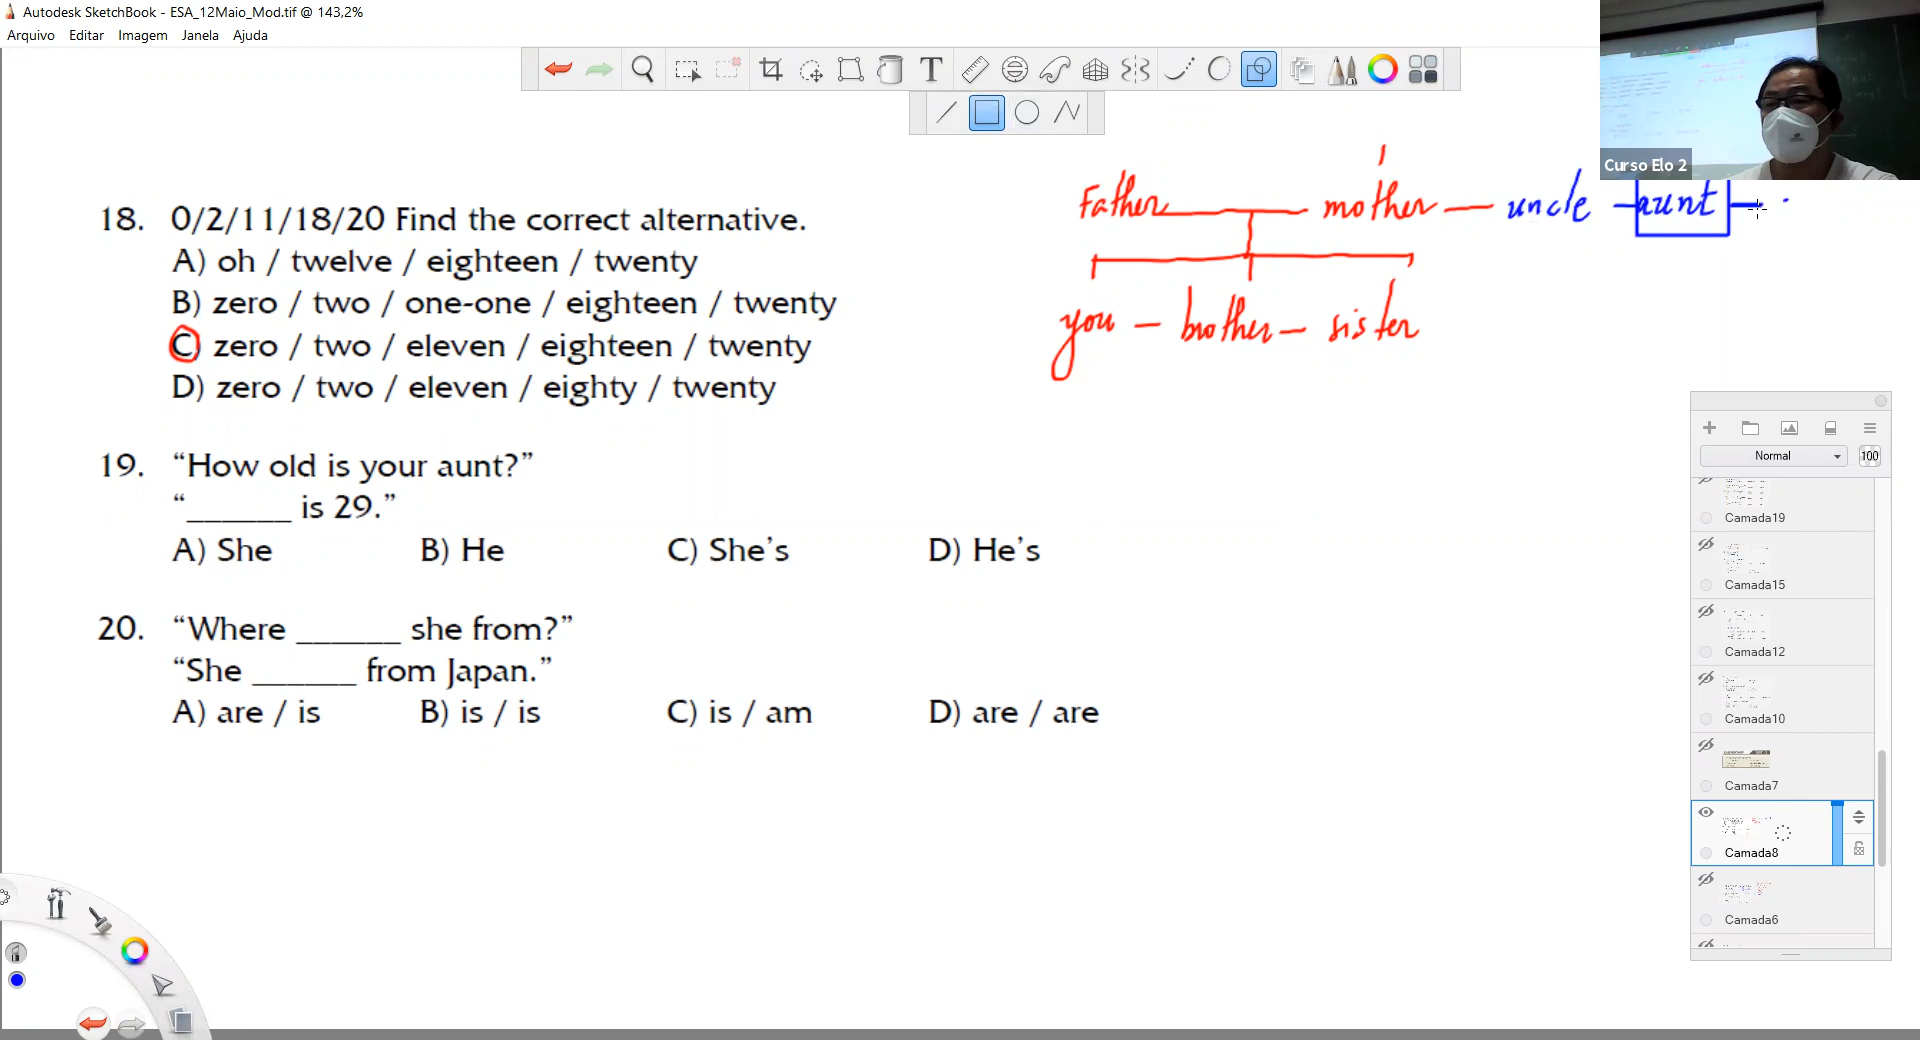 Autodesk SketchBook - ESA_12Maio_Mod.tif @ 143,2%
Arquivo Editar Imagem Janela Ajuda
Curso Elo 2
Father mother uncle aunt
you - brother - sister
18. 0/2/11/18/20 Find the correct alternative.
A) oh / twelve / eighteen / twenty
B) zero / two / one-one / eighteen / twenty
C) zero / two / eleven / eighteen / twenty
D) zero / two / eleven / eighty / twenty
19. “How old is your aunt?”
“______ is 29.”
A) She B) He C) She’s D) He’s
20. “Where ______ she from?”
“She ______ from Japan.”
A) are / is B) is / is C) is / am D) are / are
Normal 100
Camada19
Camada15
Camada12
Camada10
Camada7
Camada8
Camada6